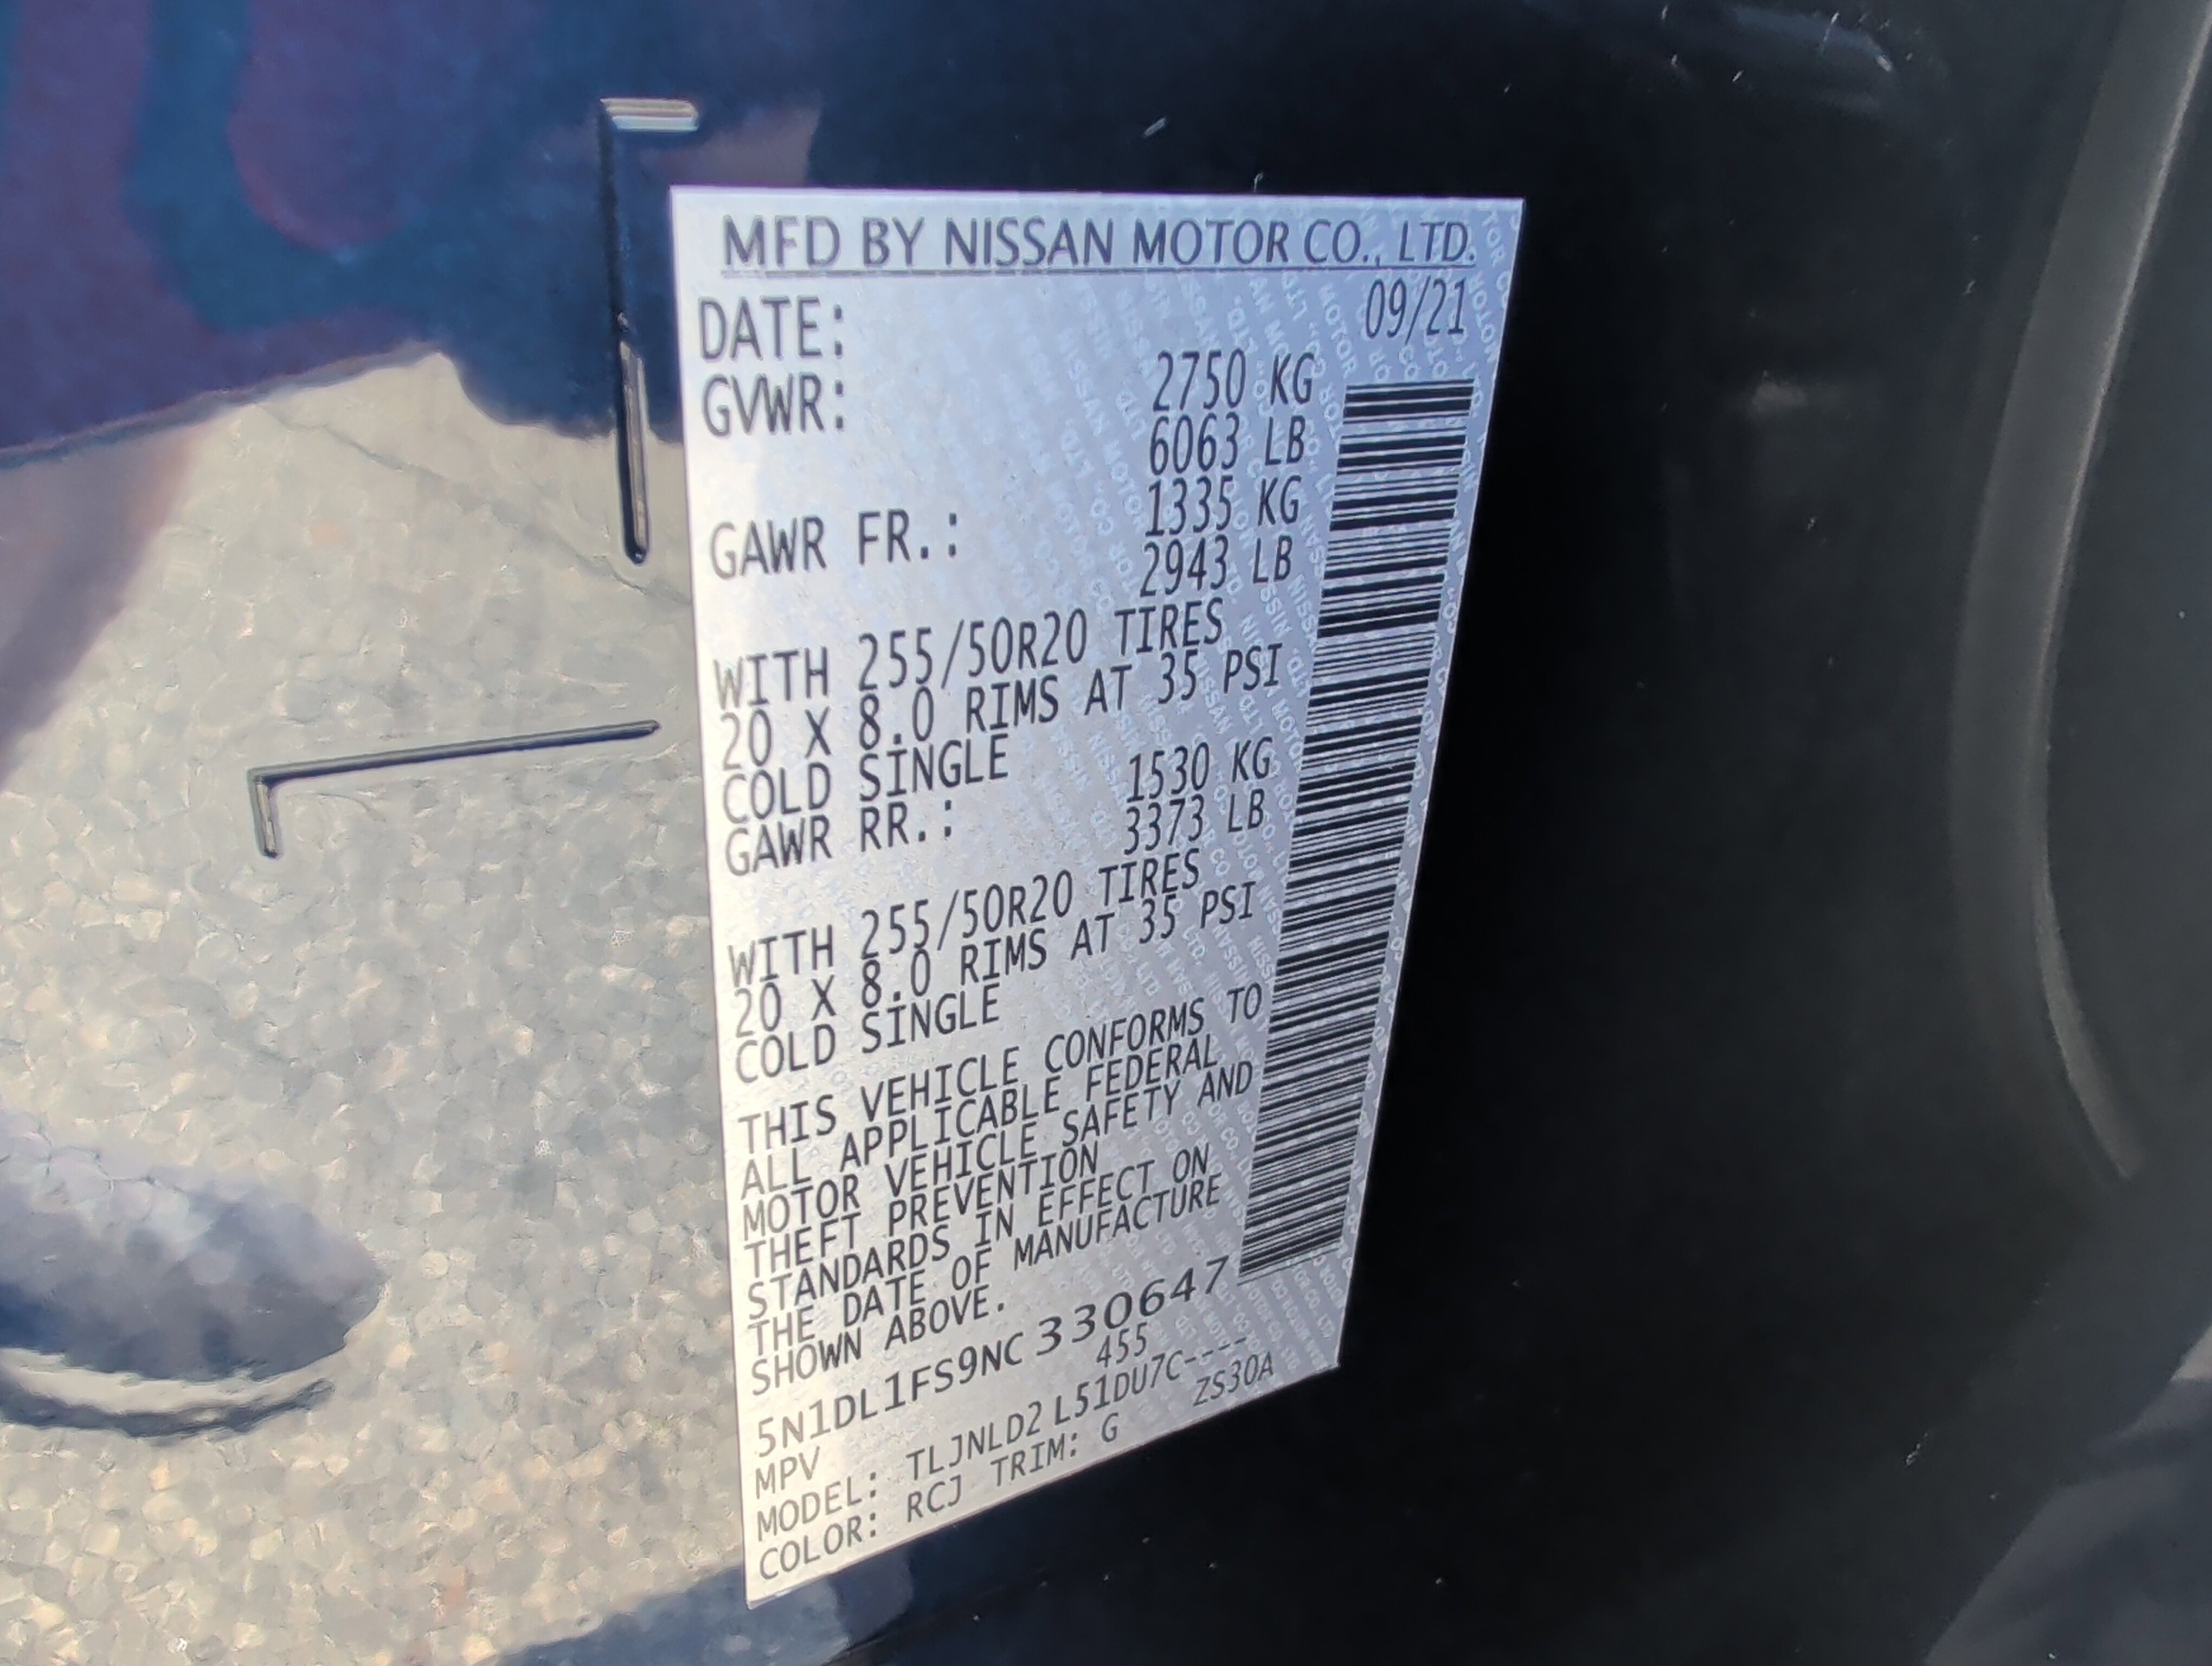 MFD BY NISSAN MOTOR CO., LTD.
DATE: 09/21
GVWR: 2750 KG
6063 LB
GAWR FR.: 1335 KG
2943 LB
WITH 255/50R20 TIRES
20 X 8.0 RIMS AT 35 PSI
COLD SINGLE
GAWR RR.: 1530 KG
3373 LB
WITH 255/50R20 TIRES
20 X 8.0 RIMS AT 35 PSI
COLD SINGLE
THIS VEHICLE CONFORMS TO
ALL APPLICABLE FEDERAL
MOTOR VEHICLE SAFETY AND
THEFT PREVENTION
STANDARDS IN EFFECT ON
THE DATE OF MANUFACTURE
SHOWN ABOVE.
5N1DL1FS9NC 330647
MPV 455
MODEL: TLJNLD2 L51DU7C----
COLOR: RCJ TRIM: G ZS30A